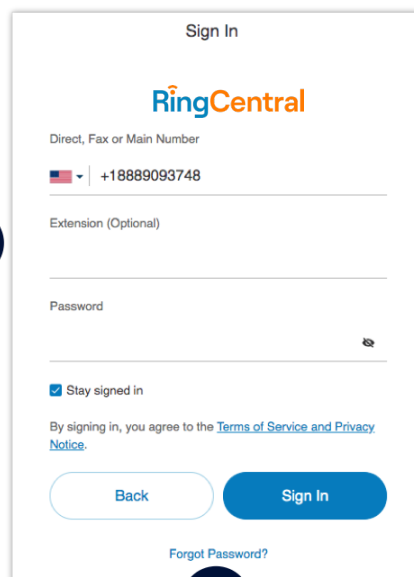 Sign In
RingCentral
Direct, Fax or Main Number
+18889093748
Extension (Optional)
Password
Stay signed in
By signing in, you agree to the Terms of Service and Privacy
Notice.
Back Sign In
Forgot Password?